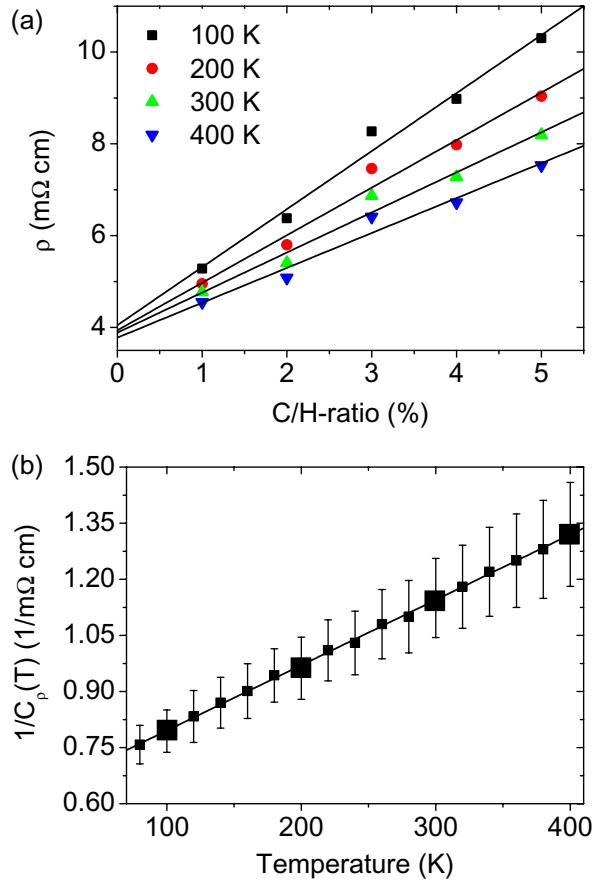 (a)
10
8
6
4
ρ (mΩ cm)
100 K
200 K
300 K
400 K
0 1 2 3 4 5
C/H-ratio (%)
(b)
1.50
1.35
1.20
1.05
0.90
0.75
0.60
1/Cρ(T) (1/mΩ cm)
100 200 300 400
Temperature (K)